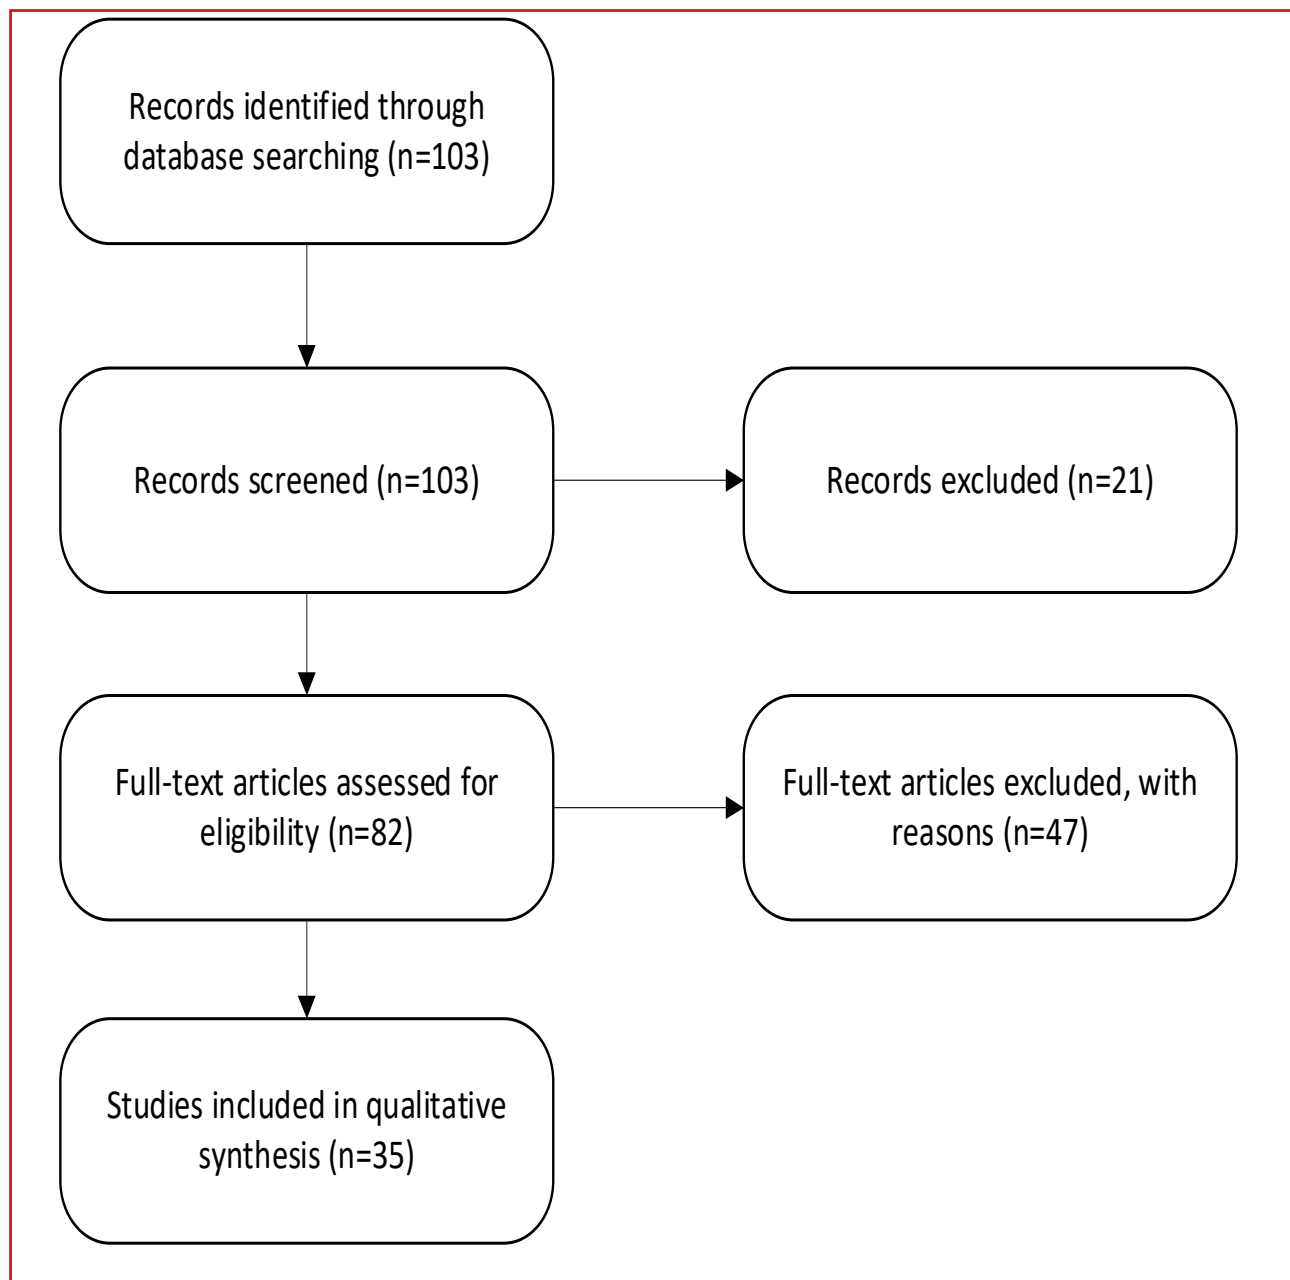 Records identified through
database searching (n=103)
Records screened (n=103)
Records excluded (n=21)
Full-text articles assessed for
eligibility (n=82)
Full-text articles excluded, with
reasons (n=47)
Studies included in qualitative
synthesis (n=35)